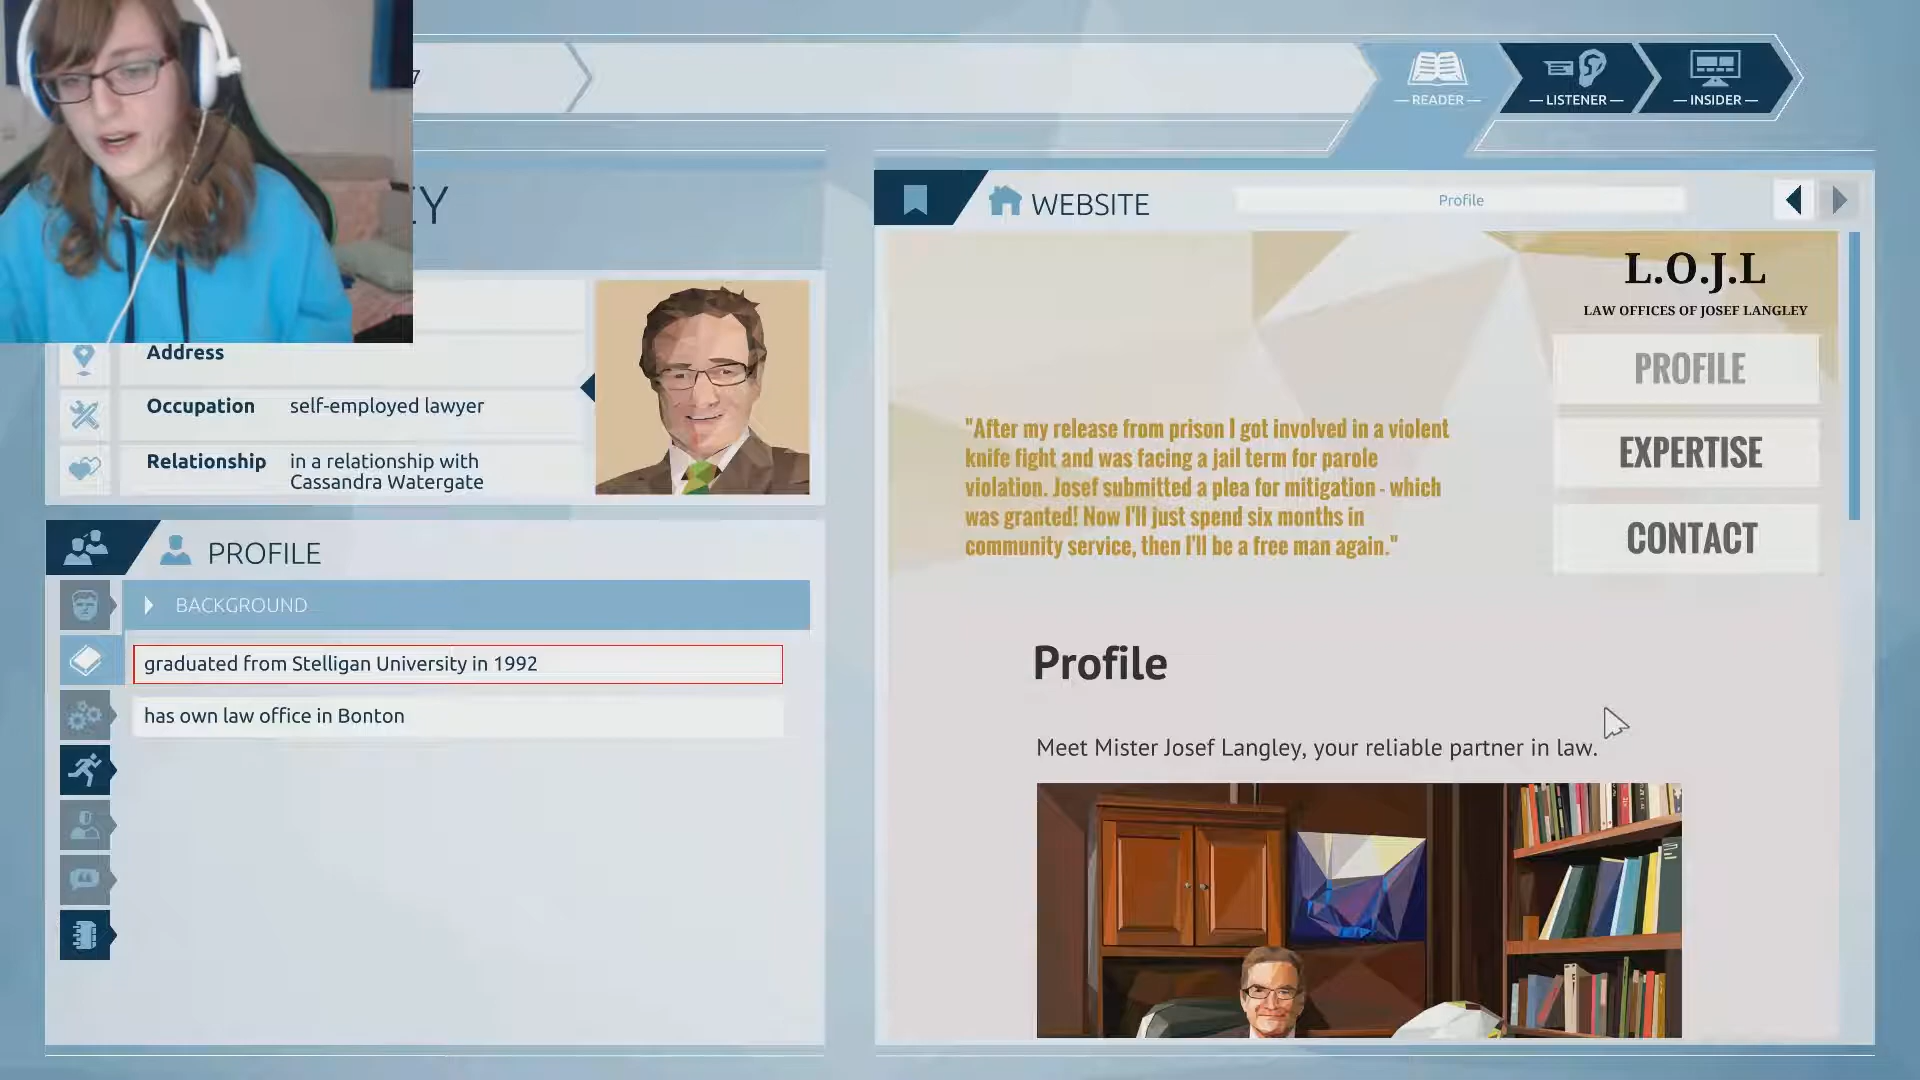 7
READER
LISTENER
INSIDER
EY
Address
Occupation self-employed lawyer
Relationship in a relationship with
Cassandra Watergate
PROFILE
BACKGROUND
graduated from Stelligan University in 1992
has own law office in Bonton
WEBSITE
Profile
L.O.J.L
LAW OFFICES OF JOSEF LANGLEY
PROFILE
EXPERTISE
CONTACT
"After my release from prison I got involved in a violent
knife fight and was facing a jail term for parole
violation. Josef submitted a plea for mitigation - which
was granted! Now I'll just spend six months in
community service, then I'll be a free man again."
Profile
Meet Mister Josef Langley, your reliable partner in law.